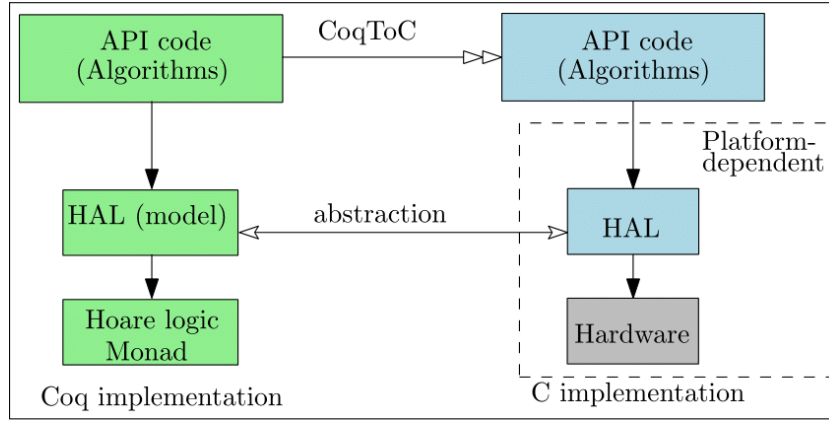 API code
(Algorithms)
CoqToC
API code
(Algorithms)
Platform-
dependent
HAL (model)
abstraction
HAL
Hoare logic
Monad
Hardware
Coq implementation
C implementation